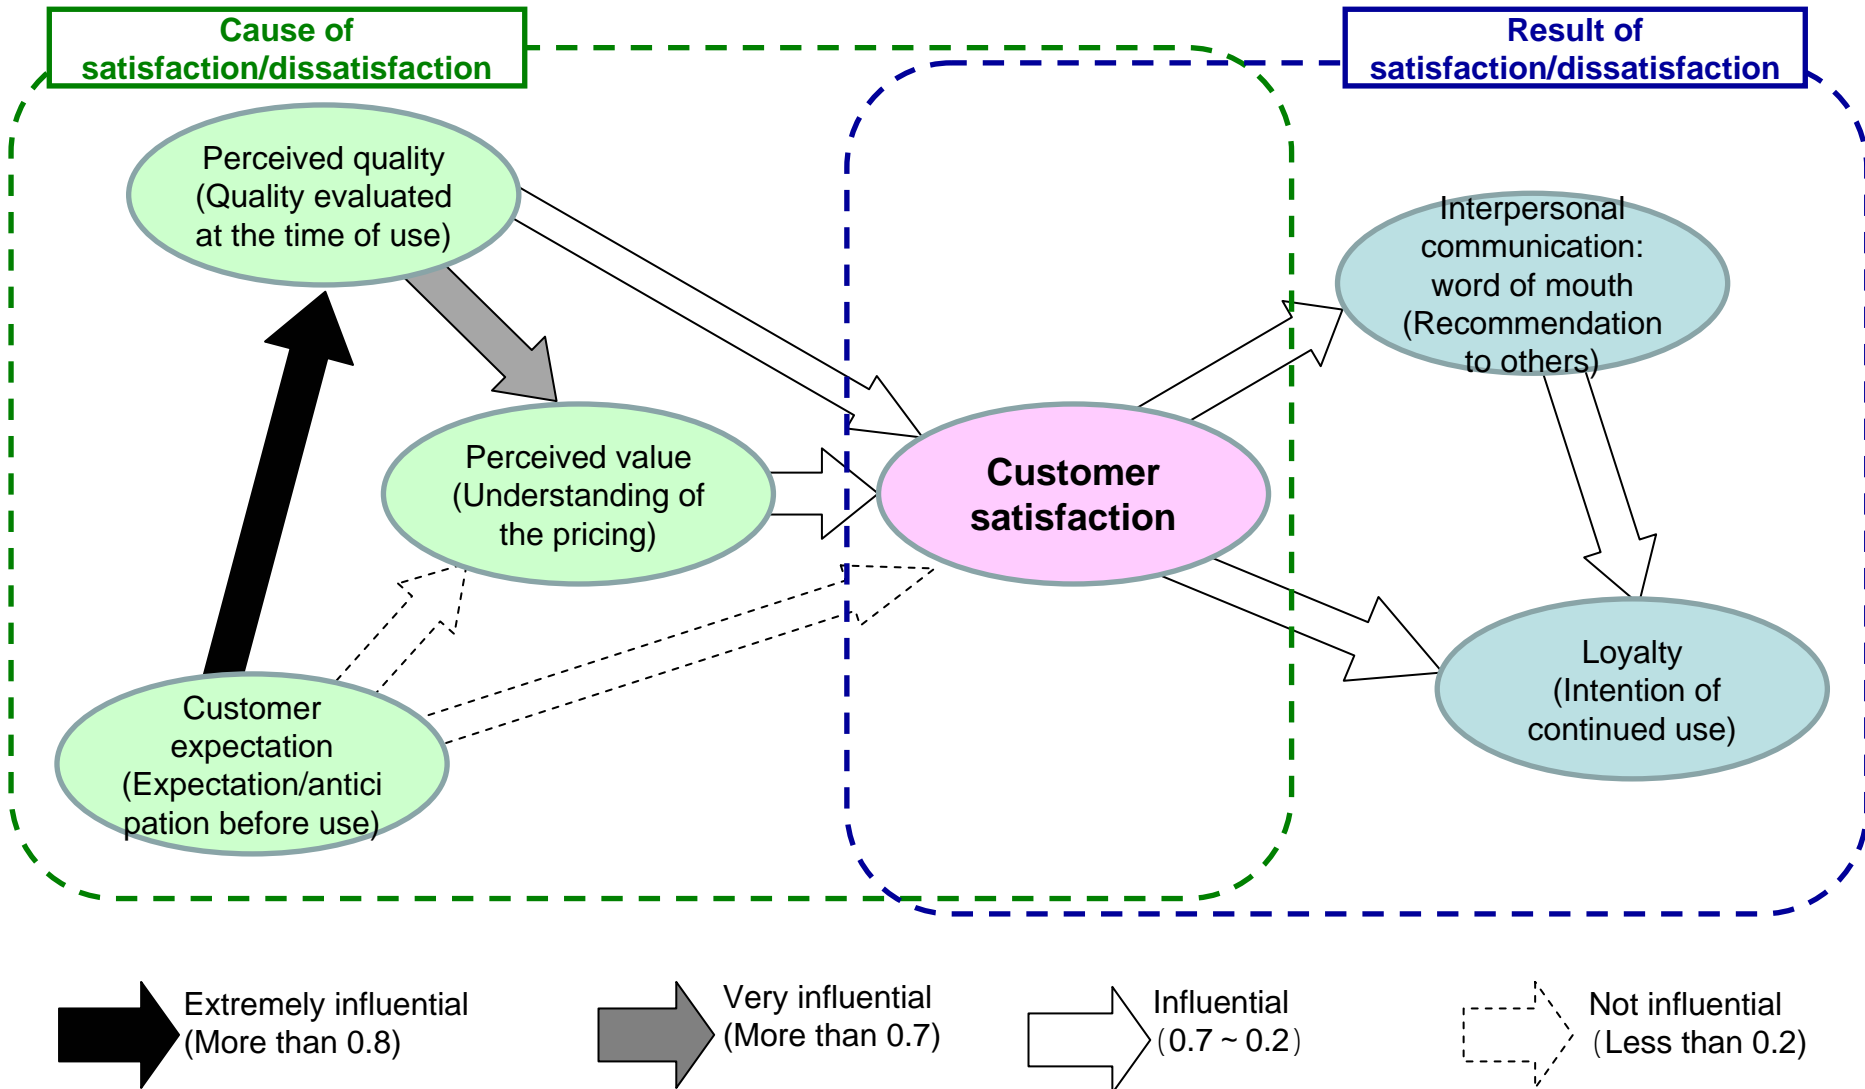 Cause of
satisfaction/dissatisfaction
Result of
satisfaction/dissatisfaction
Perceived quality
(Quality evaluated
at the time of use)
Interpersonal
communication:
word of mouth
(Recommendation
to others)
Perceived value
(Understanding of
the pricing)
Customer
satisfaction
Customer
expectation
(Expectation/antici
pation before use)
Loyalty
(Intention of
continued use)
Extremely influential
(More than 0.8)
Very influential
(More than 0.7)
Influential
(0.7 ~ 0.2)
Not influential
(Less than 0.2)